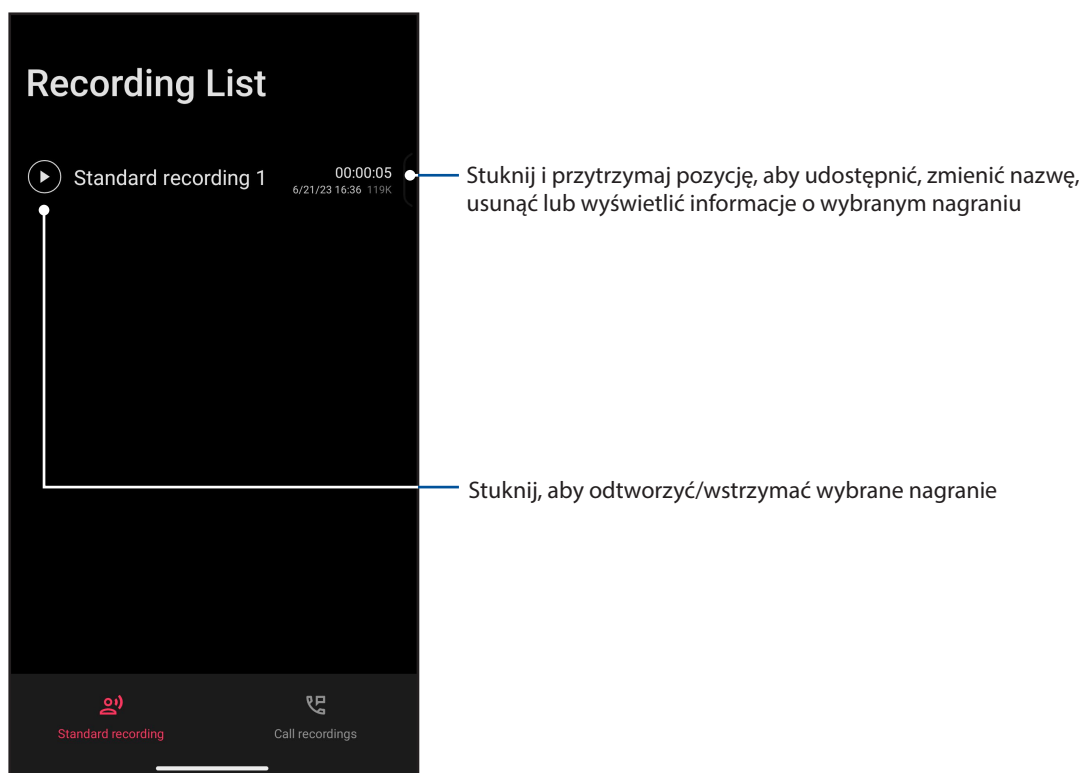 Recording List
Standard recording 1
00:00:05
6/21/23 16:36 119K
Stuknij i przytrzymaj pozycję, aby udostępnić, zmienić nazwę,
usunąć lub wyświetlić informacje o wybranym nagraniu
Stuknij, aby odtworzyć/wstrzymać wybrane nagranie
Standard recording
Call recordings